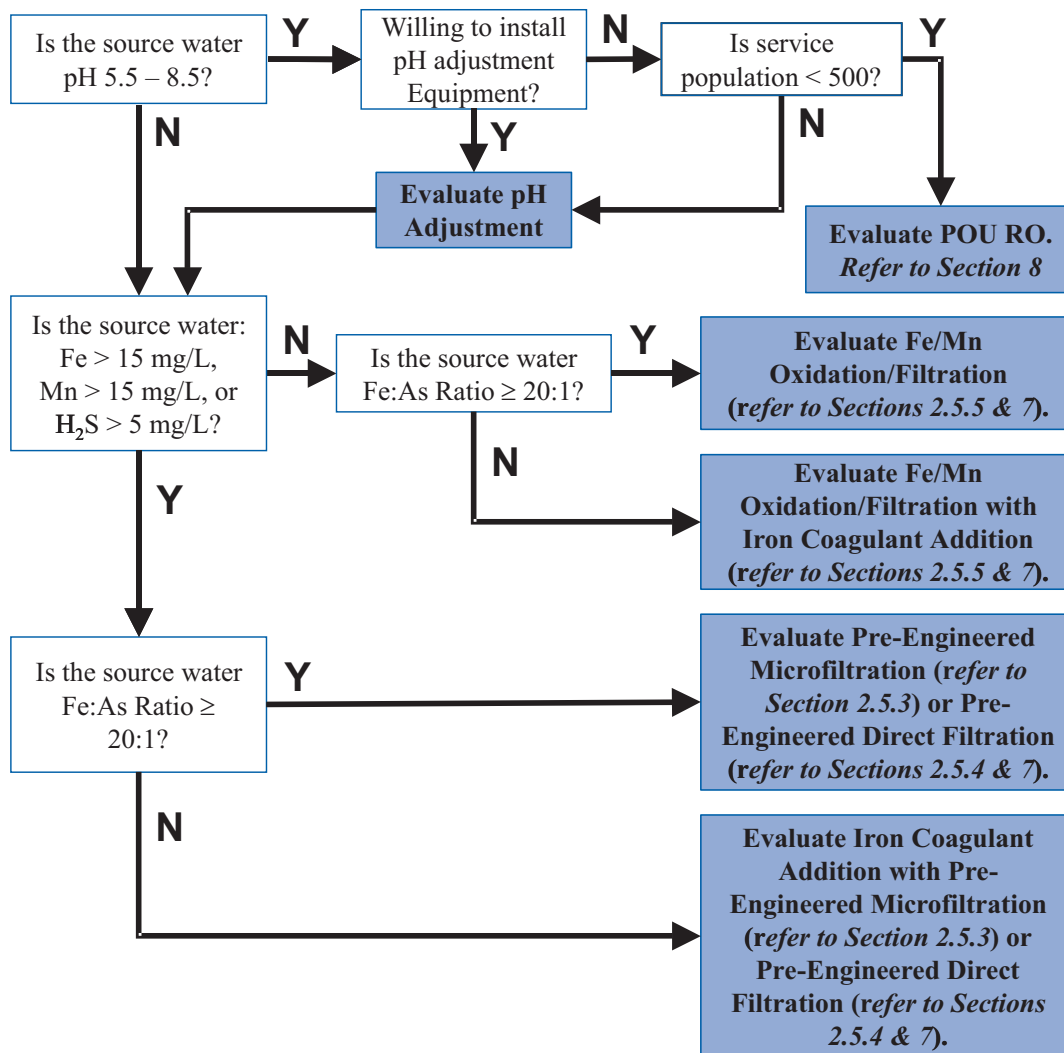 Is the source water
pH 5.5 – 8.5?
Y
Willing to install
pH adjustment
Equipment?
N
Is service
population < 500?
Y
N
Y
N
Evaluate pH
Adjustment
Evaluate POU RO.
Refer to Section 8
Is the source water:
Fe > 15 mg/L,
Mn > 15 mg/L, or
H₂S > 5 mg/L?
N
Is the source water
Fe:As Ratio ≥ 20:1?
Y
Evaluate Fe/Mn
Oxidation/Filtration
(refer to Sections 2.5.5 & 7).
N
Evaluate Fe/Mn
Oxidation/Filtration with
Iron Coagulant Addition
(refer to Sections 2.5.5 & 7).
Y
Is the source water
Fe:As Ratio ≥
20:1?
Y
Evaluate Pre-Engineered
Microfiltration (refer to
Section 2.5.3) or Pre-
Engineered Direct Filtration
(refer to Sections 2.5.4 & 7).
N
Evaluate Iron Coagulant
Addition with Pre-
Engineered Microfiltration
(refer to Section 2.5.3) or
Pre-Engineered Direct
Filtration (refer to Sections
2.5.4 & 7).